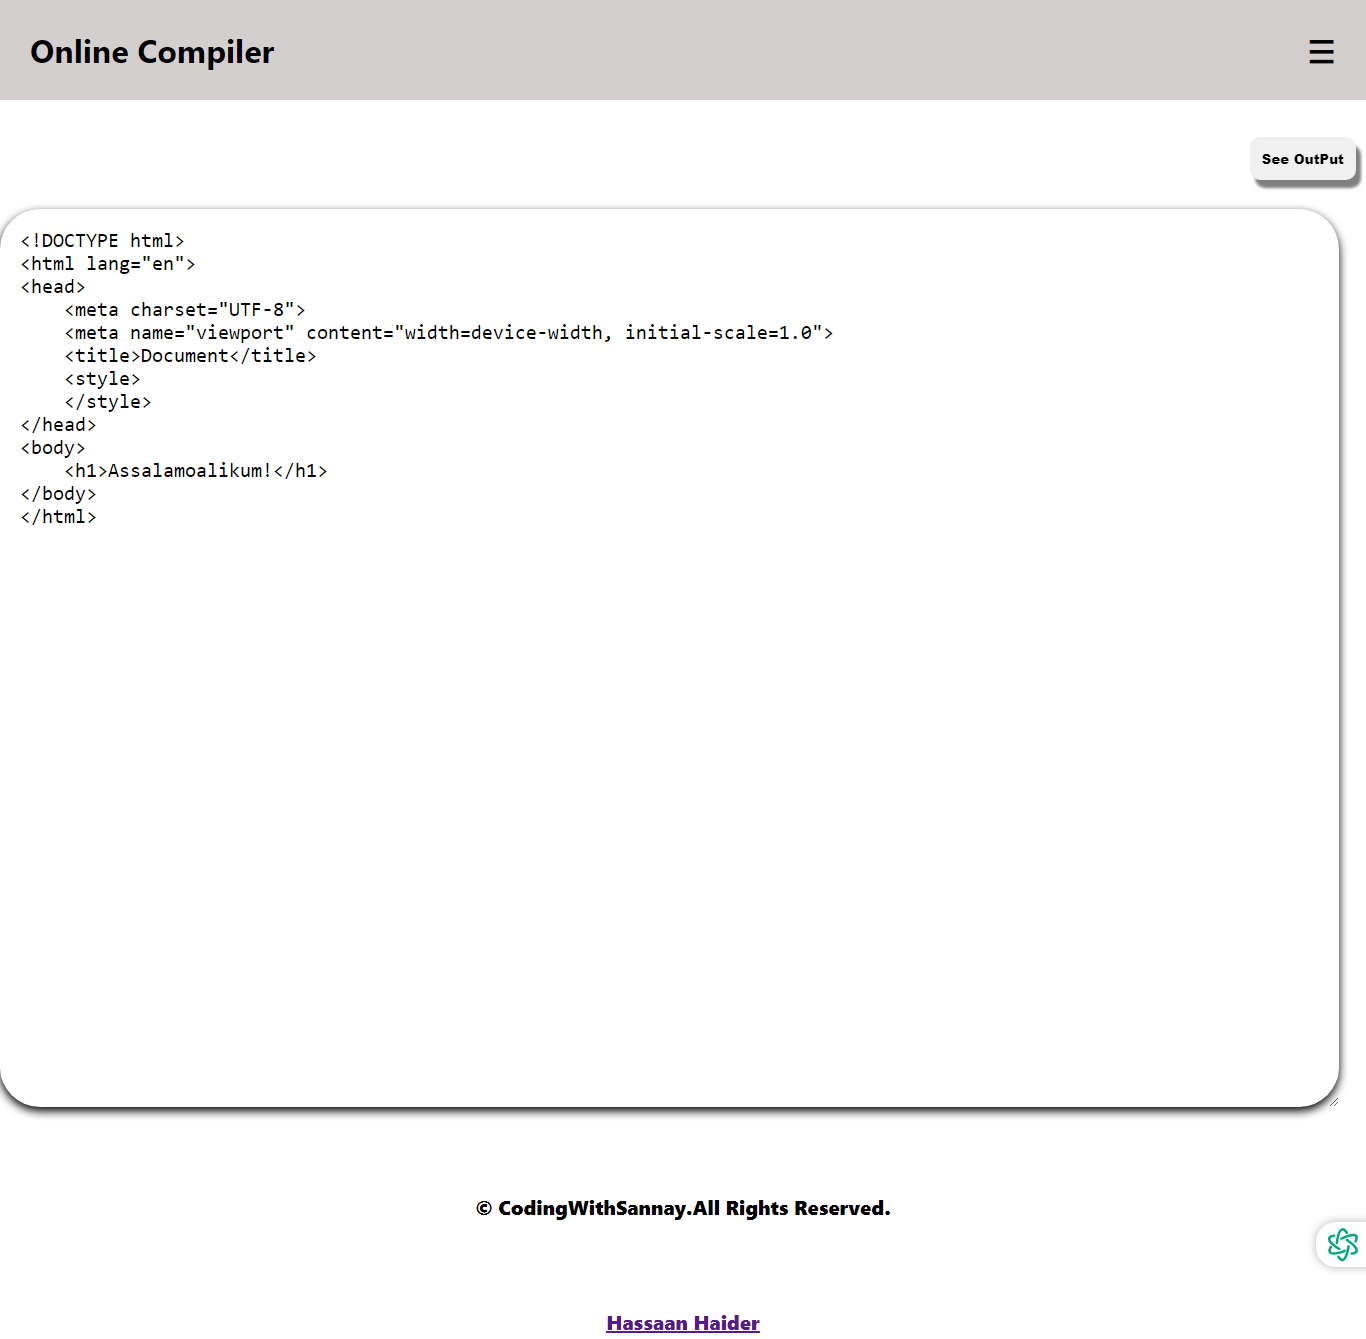 Online Compiler
☰
See OutPut
<!DOCTYPE html>
<html lang="en">
<head>
    <meta charset="UTF-8">
    <meta name="viewport" content="width=device-width, initial-scale=1.0">
    <title>Document</title>
    <style>
    </style>
</head>
<body>
    <h1>Assalamoalikum!</h1>
</body>
</html>
© CodingWithSannay.All Rights Reserved.
Hassaan Haider